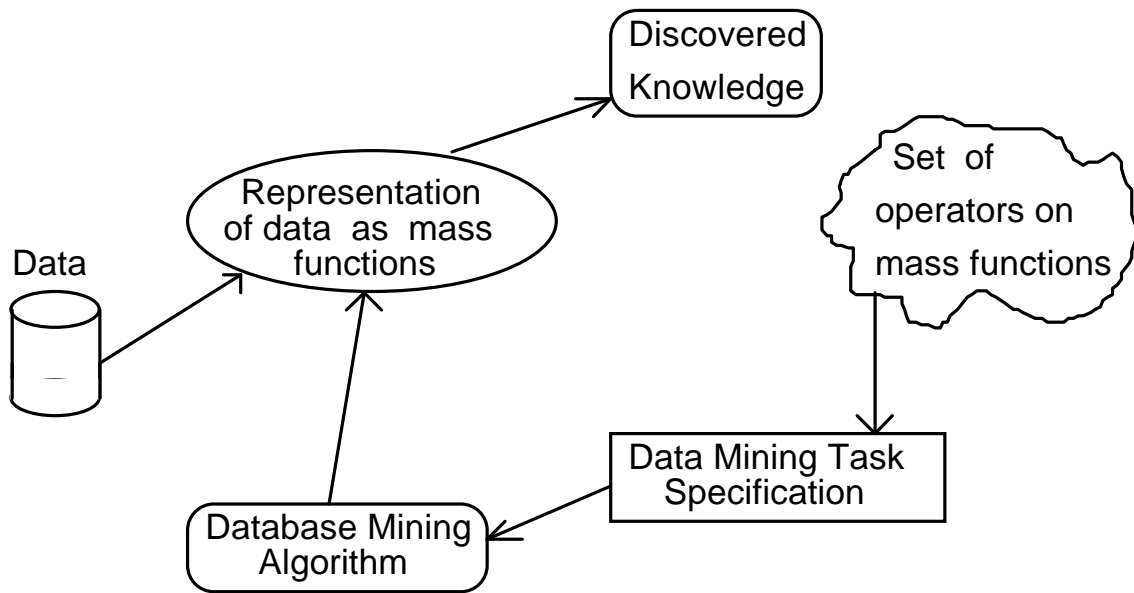 Discovered
Knowledge
Set of
operators on
mass functions
Representation
of data as mass
functions
Data
Data Mining Task
Specification
Database Mining
Algorithm